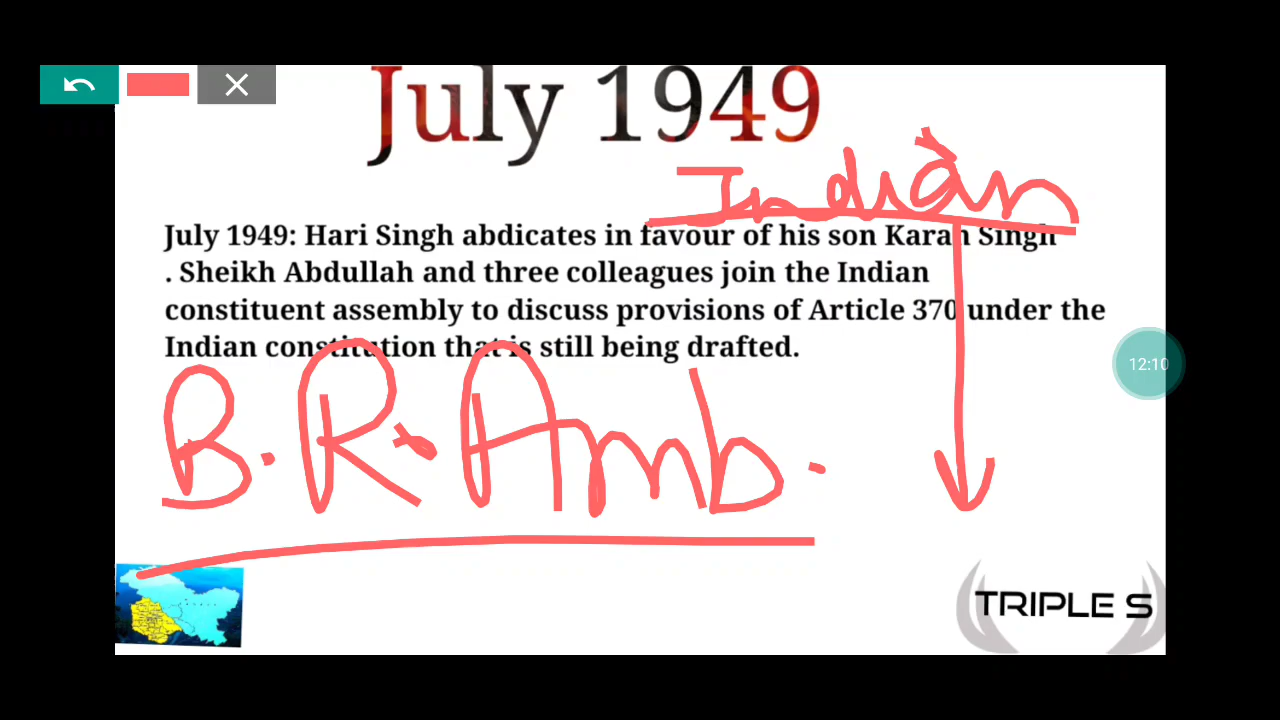 July 1949
Indian
July 1949: Hari Singh abdicates in favour of his son Karan Singh
. Sheikh Abdullah and three colleagues join the Indian
constituent assembly to discuss provisions of Article 370 under the
Indian constitution that is still being drafted.
12:10
B.R.Amb.
TRIPLE S